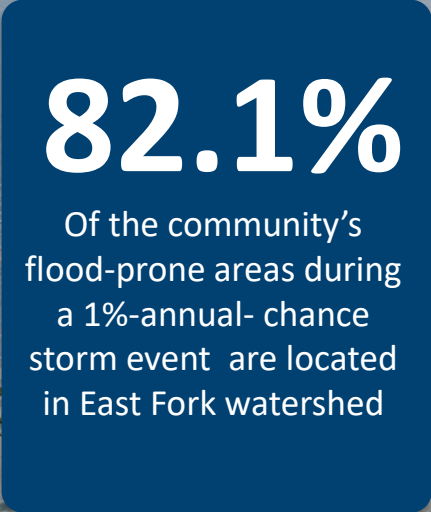 82.1%
Of the community’s
flood-prone areas during
a 1%-annual- chance
storm event  are located
in East Fork watershed